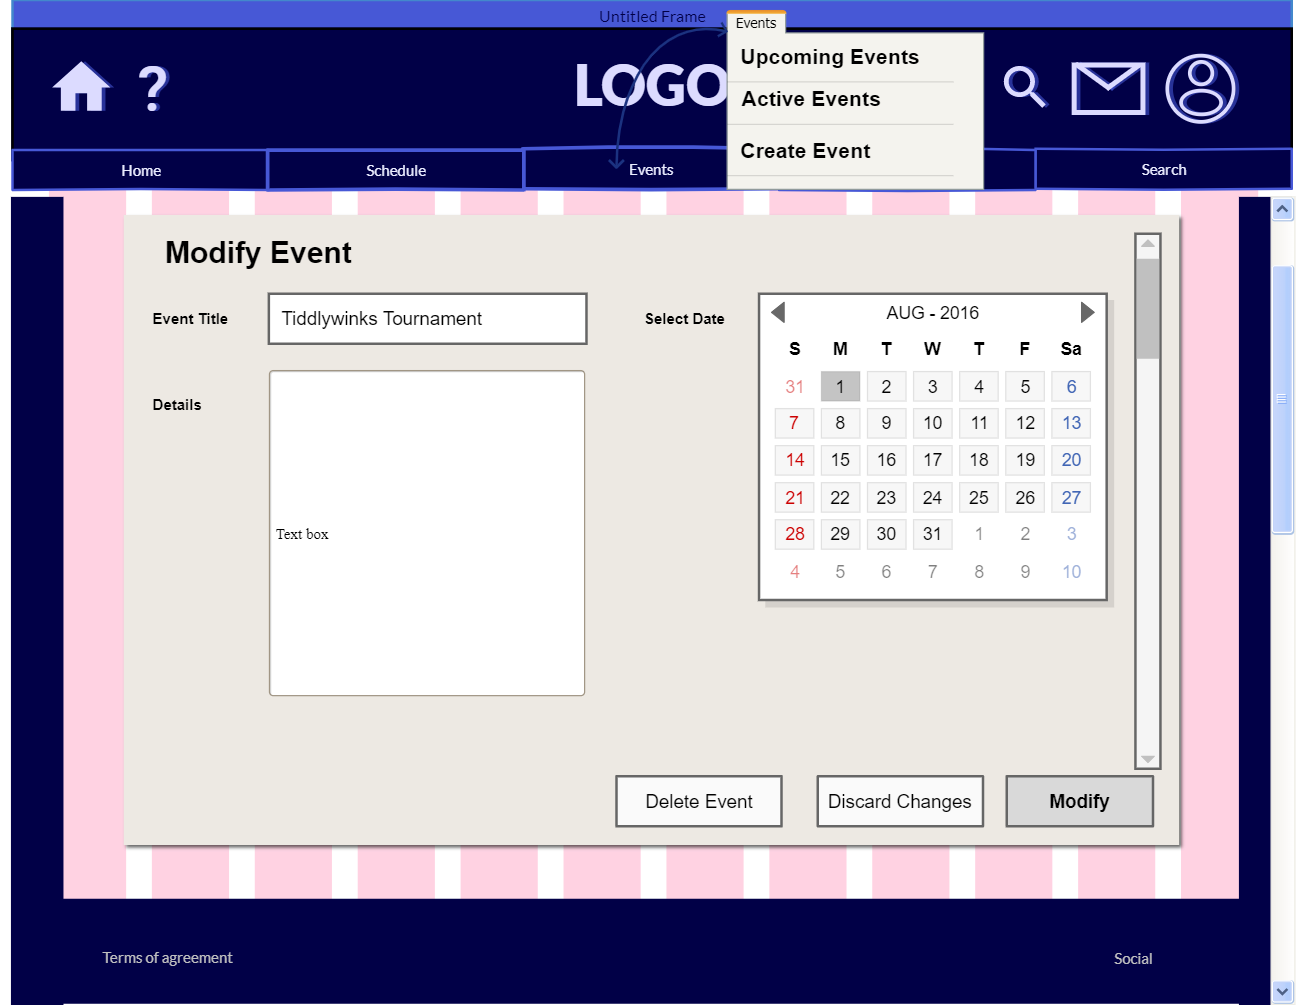 Untitled Frame
Events
Upcoming Events
Active Events
Create Event
?
LOGO
Home
Schedule
Events
Search
Modify Event
Event Title
Tiddlywinks Tournament
Select Date
AUG - 2016
S M T W T F Sa
31 1 2 3 4 5 6
7 8 9 10 11 12 13
14 15 16 17 18 19 20
21 22 23 24 25 26 27
28 29 30 31 1 2 3
4 5 6 7 8 9 10
Details
Text box
Delete Event
Discard Changes
Modify
Terms of agreement
Social